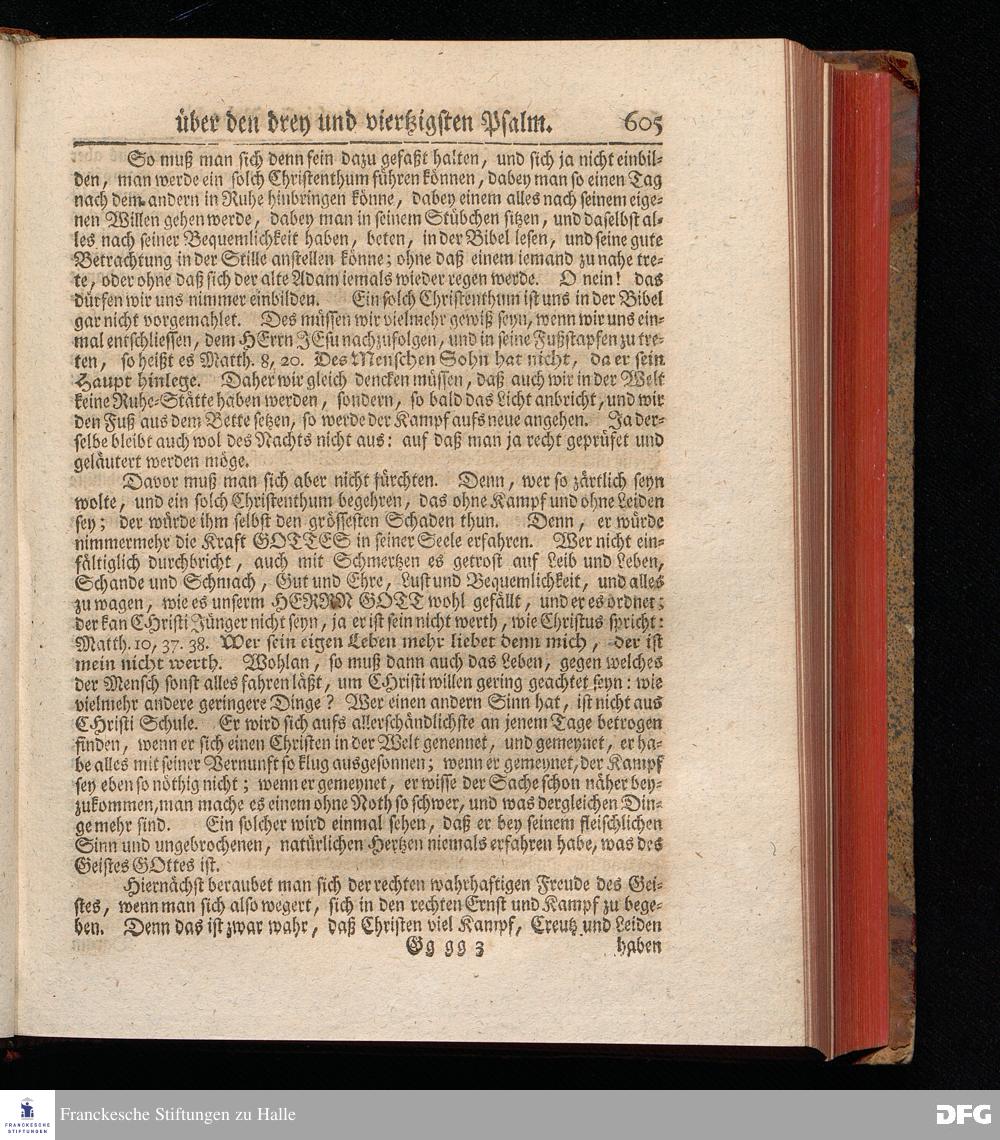 über den drey und viertzigsten Psalm. 605
So muß man sich denn fein dazu gefaßt halten, und sich ja nicht einbil-
den, man werde ein solch Christenthum führen können, dabey man so einen Tag
nach dem andern in Ruhe hinbringen könne, dabey einem alles nach seinem eige-
nen Willen gehen werde, dabey man in seinem Stübchen sitzen, und daselbst al-
les nach seiner Bequemlichkeit haben, beten, in der Bibel lesen, und seine gute
Betrachtung in der Stille anstellen könne; ohne daß einem iemand zu nahe tre-
te, oder ohne daß sich der alte Adam iemals wieder regen werde. O nein! das
dürfen wir uns nimmer einbilden. Ein solch Christenthum ist uns in der Bibel
gar nicht vorgemahlet. Des müssen wir vielmehr gewiß seyn, wenn wir uns ein-
mal entschliessen, dem HErrn JEsu nachzufolgen, und in seine Fußstapfen zu tre-
ten, so heißt es Matth. 8, 20. Des Menschen Sohn hat nicht, da er sein
Haupt hinlege. Daher wir gleich dencken müssen, daß auch wir in der Welt
keine Ruhe-Stätte haben werden, sondern, so bald das Licht anbricht, und wir
den Fuß aus dem Bette setzen, so werde der Kampf aufs neue angehen. Ja der-
selbe bleibt auch wol des Nachts nicht aus: auf daß man ja recht geprüfet und
geläutert werden möge.
Davor muß man sich aber nicht fürchten. Denn, wer so zärtlich seyn
wolte, und ein solch Christenthum begehren, das ohne Kampf und ohne Leiden
sey; der würde ihm selbst den grössesten Schaden thun. Denn, er würde
nimmermehr die Kraft GOTTES in seiner Seele erfahren. Wer nicht ein-
fältiglich durchbricht, auch mit Schmertzen es getrost auf Leib und Leben,
Schande und Schmach, Gut und Ehre, Lust und Bequemlichkeit, und alles
zu wagen, wie es unserm HERRN GOTT wohl gefällt, und er es ordnet;
der kan CHristi Jünger nicht seyn, ja er ist sein nicht werth, wie Christus spricht:
Matth. 10, 37. 38. Wer sein eigen Leben mehr liebet denn mich, der ist
mein nicht werth. Wohlan, so muß dann auch das Leben, gegen welches
der Mensch sonst alles fahren läßt, um CHristi willen gering geachtet seyn: wie
vielmehr andere geringere Dinge? Wer einen andern Sinn hat, ist nicht aus
CHristi Schule. Er wird sich aufs allerschändlichste an jenem Tage betrogen
finden, wenn er sich einen Christen in der Welt genennet, und gemeynet, er ha-
be alles mit seiner Vernunft so klug ausgesonnen; wenn er gemeynet, der Kampf
sey eben so nöthig nicht; wenn er gemeynet, er wisse der Sache schon näher bey-
zukommen, man mache es einem ohne Noth so schwer, und was dergleichen Din-
ge mehr sind. Ein solcher wird einmal sehen, daß er bey seinem fleischlichen
Sinn und ungebrochenen, natürlichen Hertzen niemals erfahren habe, was des
Geistes GOttes ist.
Hiernächst beraubet man sich der rechten wahrhaftigen Freude des Gei-
stes, wenn man sich also wegert, sich in den rechten Ernst und Kampf zu bege-
ben. Denn das ist zwar wahr, daß Christen viel Kampf, Creutz und Leiden
Gg gg 3 haben
FRANCKESCHE
STIFTUNGEN
Franckesche Stiftungen zu Halle
DFG